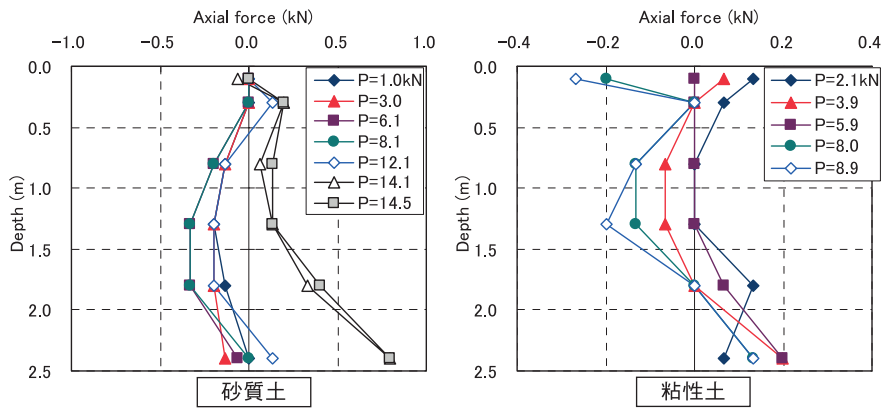 Axial force (kN)
-1.0 -0.5 0.0 0.5 1.0
0.0
0.5
1.0
1.5
2.0
2.5
Depth (m)
P=1.0kN
P=3.0
P=6.1
P=8.1
P=12.1
P=14.1
P=14.5
砂質土
Axial force (kN)
-0.4 -0.2 0.0 0.2 0.4
0.0
0.5
1.0
1.5
2.0
2.5
Depth (m)
P=2.1kN
P=3.9
P=5.9
P=8.0
P=8.9
粘性土